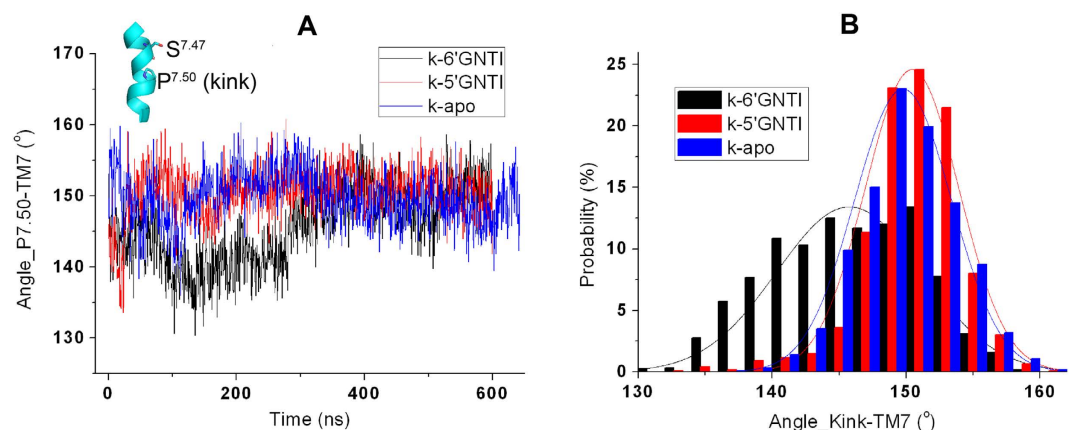 A
S7.47
P7.50 (kink)
k-6'GNTI
k-5'GNTI
k-apo
170
160
150
140
130
Angle_P7.50-TM7 (°)
0
200
400
600
Time (ns)
B
k-6'GNTI
k-5'GNTI
k-apo
25
20
15
10
5
0
Probability (%)
130
140
150
160
Angle_Kink-TM7 (°)